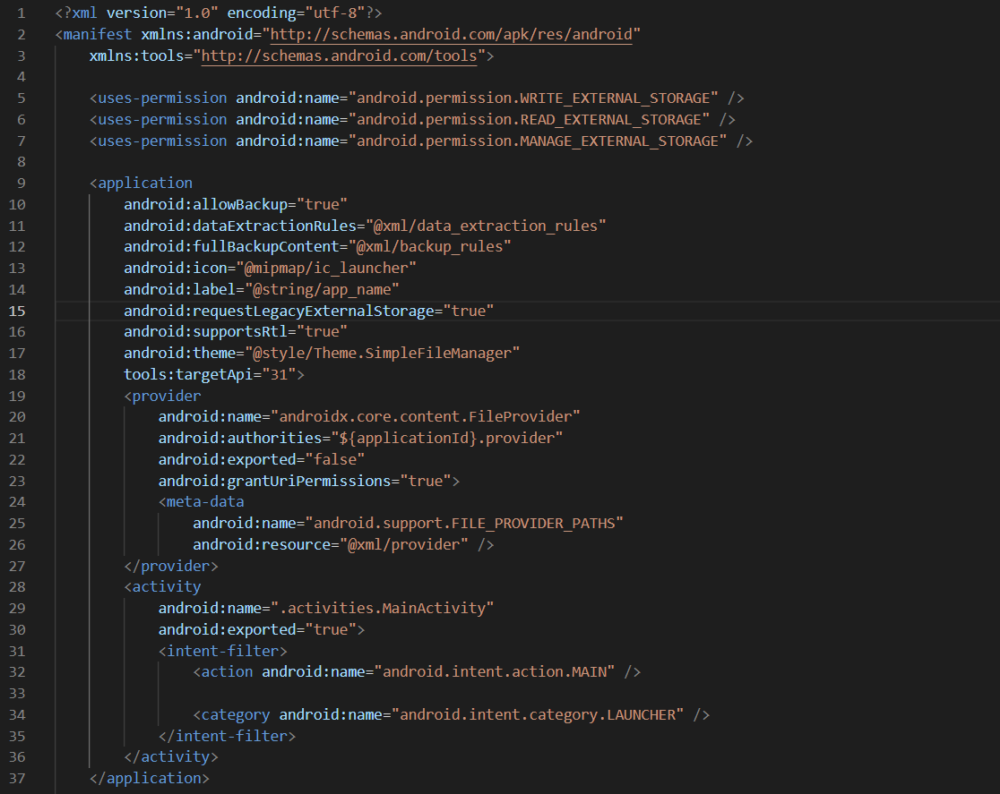 1 <?xml version="1.0" encoding="utf-8"?>
2 <manifest xmlns:android="http://schemas.android.com/apk/res/android"
3     xmlns:tools="http://schemas.android.com/tools">
4
5     <uses-permission android:name="android.permission.WRITE_EXTERNAL_STORAGE" />
6     <uses-permission android:name="android.permission.READ_EXTERNAL_STORAGE" />
7     <uses-permission android:name="android.permission.MANAGE_EXTERNAL_STORAGE" />
8
9     <application
10         android:allowBackup="true"
11         android:dataExtractionRules="@xml/data_extraction_rules"
12         android:fullBackupContent="@xml/backup_rules"
13         android:icon="@mipmap/ic_launcher"
14         android:label="@string/app_name"
15         android:requestLegacyExternalStorage="true"
16         android:supportsRtl="true"
17         android:theme="@style/Theme.SimpleFileManager"
18         tools:targetApi="31">
19         <provider
20             android:name="androidx.core.content.FileProvider"
21             android:authorities="${applicationId}.provider"
22             android:exported="false"
23             android:grantUriPermissions="true">
24             <meta-data
25                 android:name="android.support.FILE_PROVIDER_PATHS"
26                 android:resource="@xml/provider" />
27         </provider>
28         <activity
29             android:name=".activities.MainActivity"
30             android:exported="true">
31             <intent-filter>
32                 <action android:name="android.intent.action.MAIN" />
33
34                 <category android:name="android.intent.category.LAUNCHER" />
35             </intent-filter>
36         </activity>
37     </application>